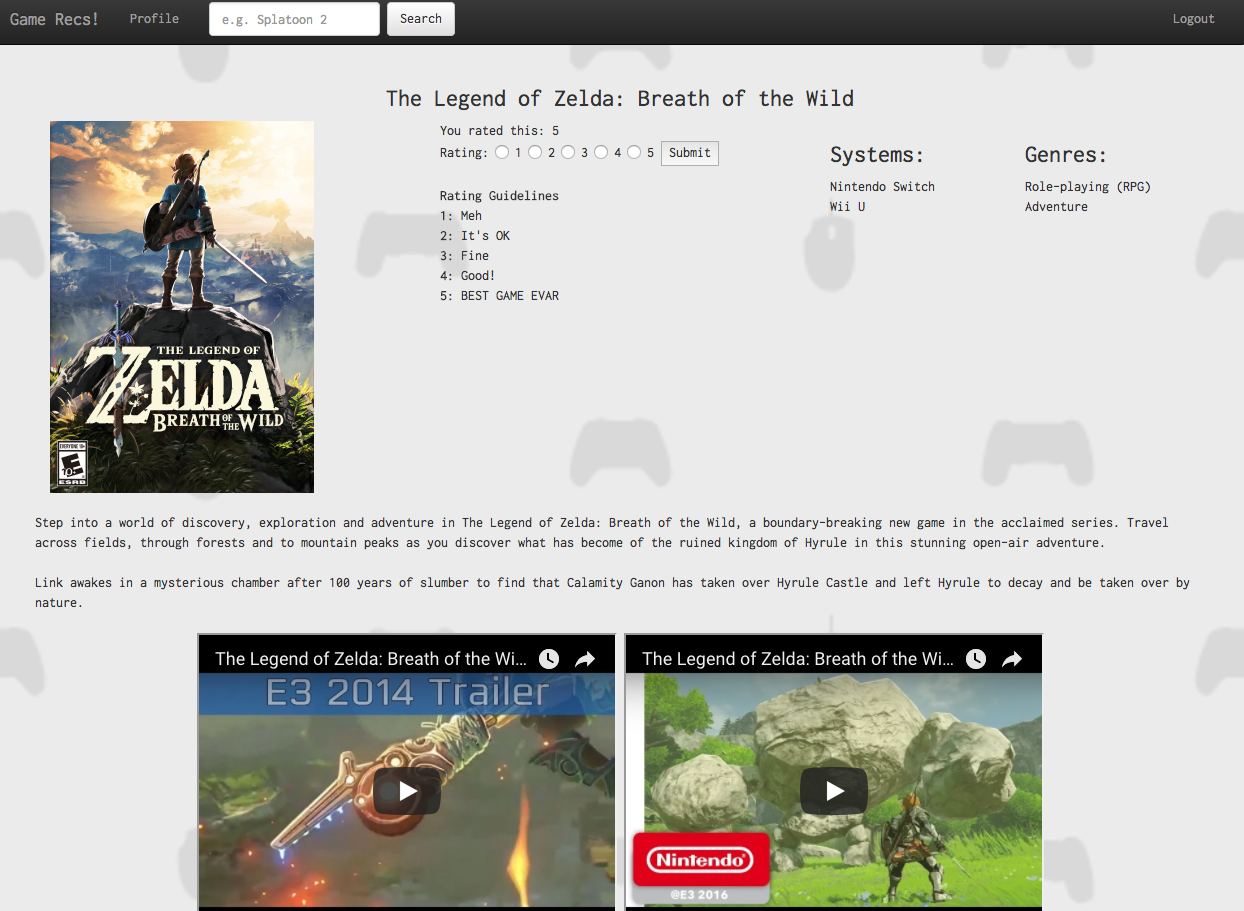 Game Recs! Profile e.g. Splatoon 2 Search Logout
The Legend of Zelda: Breath of the Wild
You rated this: 5
Rating: 1 2 3 4 5 Submit
Rating Guidelines
1: Meh
2: It's OK
3: Fine
4: Good!
5: BEST GAME EVAR
Systems:
Nintendo Switch
Wii U
Genres:
Role-playing (RPG)
Adventure
THE LEGEND OF
ZELDA
BREATH OF THE WILD
EVERYONE 10+
E
10+
ESRB
Step into a world of discovery, exploration and adventure in The Legend of Zelda: Breath of the Wild, a boundary-breaking new game in the acclaimed series. Travel
across fields, through forests and to mountain peaks as you discover what has become of the ruined kingdom of Hyrule in this stunning open-air adventure.
Link awakes in a mysterious chamber after 100 years of slumber to find that Calamity Ganon has taken over Hyrule Castle and left Hyrule to decay and be taken over by
nature.
The Legend of Zelda: Breath of the Wi...
E3 2014 Trailer
The Legend of Zelda: Breath of the Wi...
Nintendo
@E3 2016